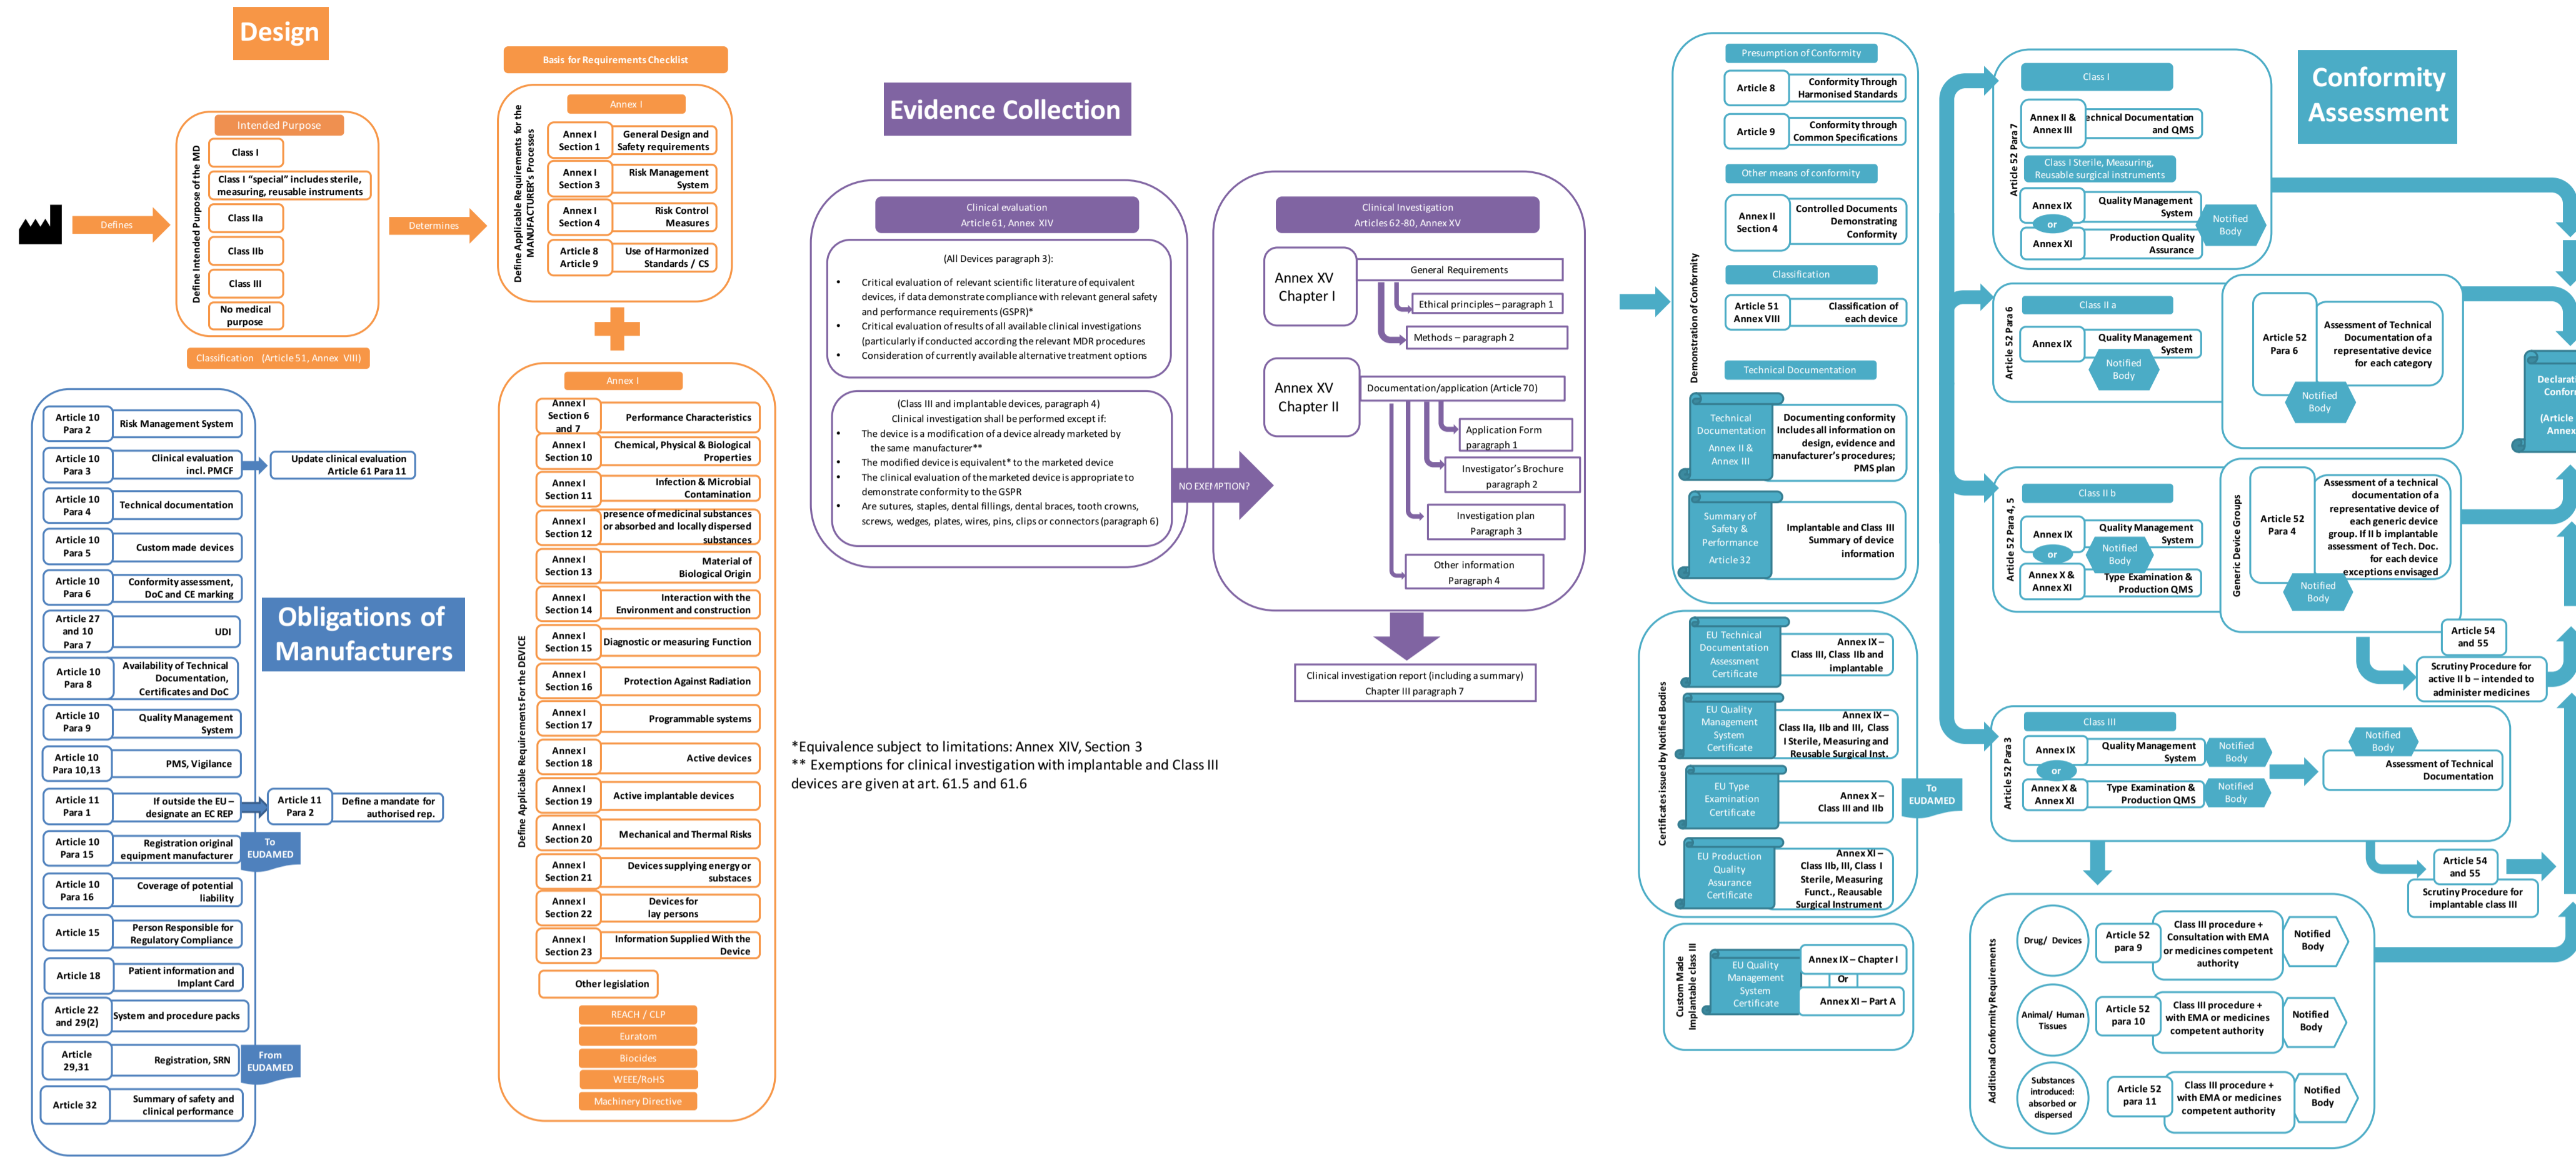 Design
Defines
Define Intended Purpose of the MD
Intended Purpose
Class I
Class I “special” includes sterile,
measuring, reusable instruments
Class IIa
Class IIb
Class III
No medical
purpose
Classification (Article 51, Annex VIII)
Determines
Basis for Requirements Checklist
Define Applicable Requirements for the
MANUFACTURER’s Processes
Annex I
Annex I
Section 1
General Design and
Safety requirements
Annex I
Section 3
Risk Management
System
Annex I
Section 4
Risk Control
Measures
Article 8
Article 9
Use of Harmonized
Standards / CS
Define Applicable Requirements For the DEVICE
Annex I
Annex I
Section 6
and 7
Performance Characteristics
Annex I
Section 10
Chemical, Physical & Biological
Properties
Annex I
Section 11
Infection & Microbial
Contamination
Annex I
Section 12
presence of medicinal substances
or absorbed and locally dispersed
substances
Annex I
Section 13
Material of
Biological Origin
Annex I
Section 14
Interaction with the
Environment and construction
Annex I
Section 15
Diagnostic or measuring Function
Annex I
Section 16
Protection Against Radiation
Annex I
Section 17
Programmable systems
Annex I
Section 18
Active devices
Annex I
Section 19
Active implantable devices
Annex I
Section 20
Mechanical and Thermal Risks
Annex I
Section 21
Devices supplying energy or
substaces
Annex I
Section 22
Devices for
lay persons
Annex I
Section 23
Information Supplied With the
Device
Other legislation
REACH / CLP
Euratom
Biocides
WEEE/RoHS
Machinery Directive
Obligations of
Manufacturers
Article 10
Para 2
Risk Management System
Article 10
Para 3
Clinical evaluation
incl. PMCF
Update clinical evaluation
Article 61 Para 11
Article 10
Para 4
Technical documentation
Article 10
Para 5
Custom made devices
Article 10
Para 6
Conformity assessment,
DoC and CE marking
Article 27
and 10
Para 7
UDI
Article 10
Para 8
Availability of Technical
Documentation,
Certificates and DoC
Article 10
Para 9
Quality Management
System
Article 10
Para 10,13
PMS, Vigilance
Article 11
Para 1
If outside the EU –
designate an EC REP
Article 11
Para 2
Define a mandate for
authorised rep.
Article 10
Para 15
Registration original
equipment manufacturer
To
EUDAMED
Article 10
Para 16
Coverage of potential
liability
Article 15
Person Responsible for
Regulatory Compliance
Article 18
Patient information and
Implant Card
Article 22
and 29(2)
System and procedure packs
Article
29,31
Registration, SRN
From
EUDAMED
Article 32
Summary of safety and
clinical performance
Evidence Collection
Clinical evaluation
Article 61, Annex XIV
(All Devices paragraph 3):
• Critical evaluation of relevant scientific literature of equivalent
devices, if data demonstrate compliance with relevant general safety
and performance requirements (GSPR)*
• Critical evaluation of results of all available clinical investigations
(particularly if conducted according the relevant MDR procedures
• Consideration of currently available alternative treatment options
(Class III and implantable devices, paragraph 4)
Clinical investigation shall be performed except if:
• The device is a modification of a device already marketed by
the same manufacturer**
• The modified device is equivalent* to the marketed device
• The clinical evaluation of the marketed device is appropriate to
demonstrate conformity to the GSPR
• Are sutures, staples, dental fillings, dental braces, tooth crowns,
screws, wedges, plates, wires, pins, clips or connectors (paragraph 6)
NO EXEMPTION?
Clinical Investigation
Articles 62-80, Annex XV
Annex XV
Chapter I
General Requirements
Ethical principles – paragraph 1
Methods – paragraph 2
Annex XV
Chapter II
Documentation/application (Article 70)
Application Form
paragraph 1
Investigator’s Brochure
paragraph 2
Investigation plan
Paragraph 3
Other information
Paragraph 4
Clinical investigation report (including a summary)
Chapter III paragraph 7
*Equivalence subject to limitations: Annex XIV, Section 3
** Exemptions for clinical investigation with implantable and Class III
devices are given at art. 61.5 and 61.6
Demonstration of Conformity
Presumption of Conformity
Article 8
Conformity Through
Harmonised Standards
Article 9
Conformity through
Common Specifications
Other means of conformity
Annex II
Section 4
Controlled Documents
Demonstrating
Conformity
Classification
Article 51
Annex VIII
Classification of
each device
Technical Documentation
Technical
Documentation
Annex II &
Annex III
Documenting conformity
Includes all information on
design, evidence and
manufacturer’s procedures;
PMS plan
Summary of
Safety &
Performance
Article 32
Implantable and Class III
Summary of device
information
Certificates issued by Notified Bodies
EU Technical
Documentation
Assessment
Certificate
Annex IX –
Class III, Class IIb and
implantable
EU Quality
Management
System
Certificate
Annex IX –
Class IIa, IIb and III, Class
I Sterile, Measuring and
Reusable Surgical Inst.
EU Type
Examination
Certificate
Annex X –
Class III and IIb
EU Production
Quality
Assurance
Certificate
Annex XI –
Class IIb, III, Class I
Sterile, Measuring
Funct., Reausable
Surgical Instrument
To
EUDAMED
Custom Made
Implantable class III
EU Quality
Management
System
Certificate
Annex IX – Chapter I
Or
Annex XI – Part A
Conformity
Assessment
Article 52 Para 7
Class I
Annex II &
Annex III
echnical Documentation
and QMS
Class I Sterile, Measuring,
Reusable surgical instruments
Annex IX
Quality Management
System
or
Annex XI
Production Quality
Assurance
Notified
Body
Article 52 Para 6
Class II a
Annex IX
Quality Management
System
Notified
Body
Article 52
Para 6
Assessment of Technical
Documentation of a
representative device
for each category
Notified
Body
Declarat
Confor
(Article
Annex
Article 52 Para 4, 5
Class II b
Annex IX
Quality Management
System
or
Notified
Body
Annex X &
Annex XI
Type Examination &
Production QMS
Generic Device Groups
Article 52
Para 4
Assessment of a technical
documentation of a
representative device of
each generic device
group. If II b implantable
assessment of Tech. Doc.
for each device
exceptions envisaged
Notified
Body
Article 54
and 55
Scrutiny Procedure for
active II b – intended to
administer medicines
Article 52 Para 3
Class III
Annex IX
Quality Management
System
Notified
Body
or
Annex X &
Annex XI
Type Examination &
Production QMS
Notified
Body
Notified
Body
Assessment of Technical
Documentation
Article 54
and 55
Scrutiny Procedure for
implantable class III
Additional Conformity Requirements
Drug/ Devices
Article 52
para 9
Class III procedure +
Consultation with EMA
or medicines competent
authority
Notified
Body
Animal/ Human
Tissues
Article 52
para 10
Class III procedure +
with EMA or medicines
competent authority
Notified
Body
Substances
introduced:
absorbed or
dispersed
Article 52
para 11
Class III procedure +
with EMA or medicines
competent authority
Notified
Body